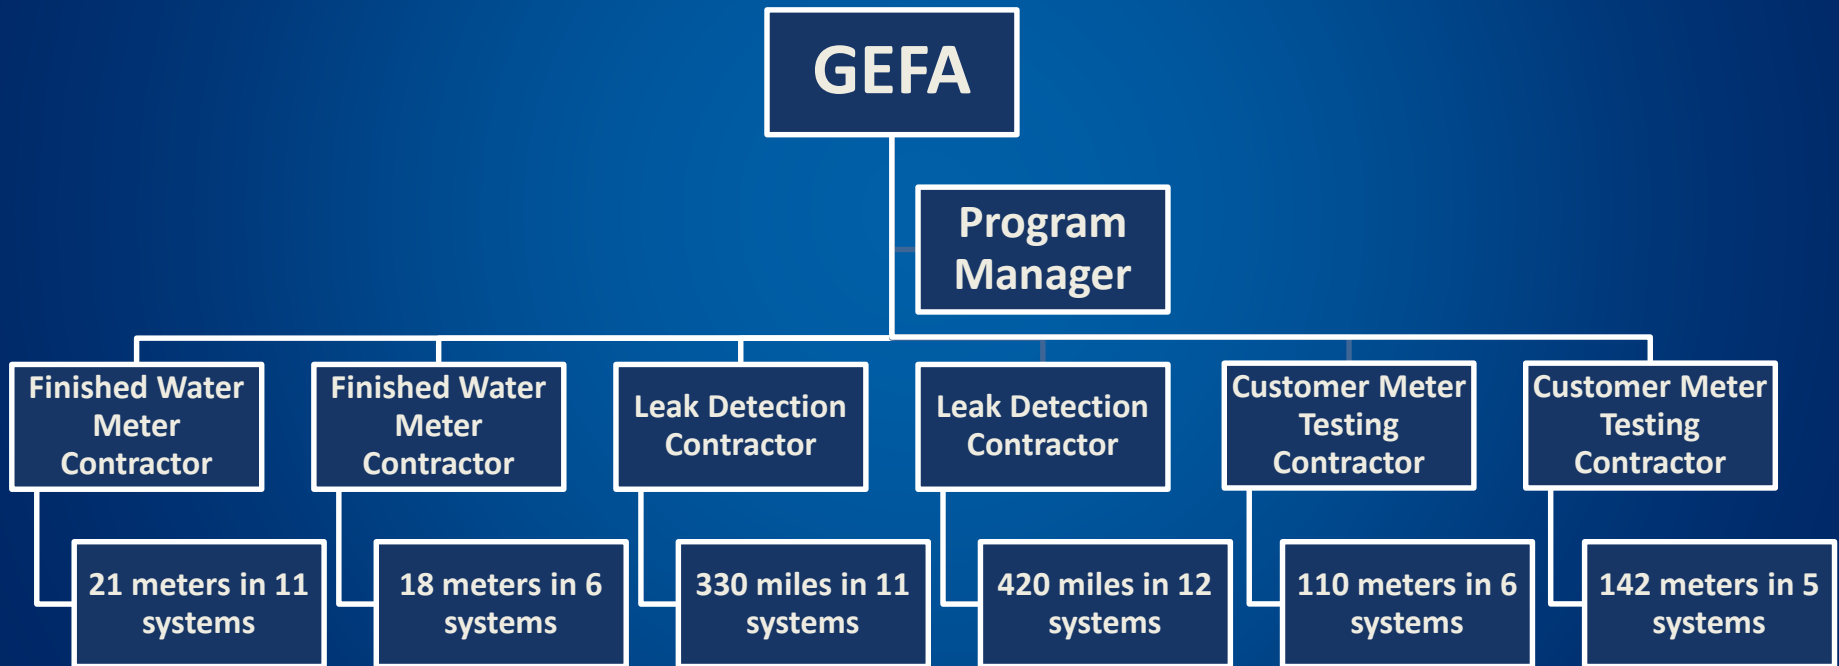 GEFA
Program
Manager
Finished Water
Meter
Contractor
Finished Water
Meter
Contractor
Leak Detection
Contractor
Leak Detection
Contractor
Customer Meter
Testing
Contractor
Customer Meter
Testing
Contractor
21 meters in 11
systems
18 meters in 6
systems
330 miles in 11
systems
420 miles in 12
systems
110 meters in 6
systems
142 meters in 5
systems